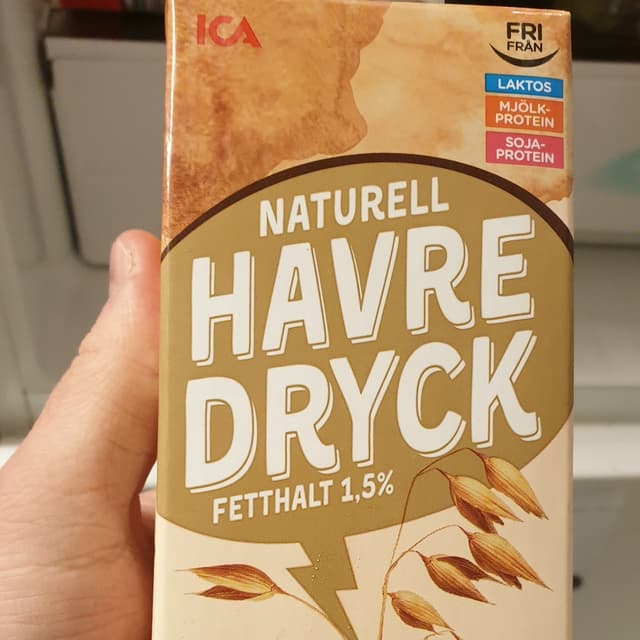 ICA
FRI
FRÅN
LAKTOS
MJÖLK-
PROTEIN
SOJA-
PROTEIN
NATURELL
HAVRE
DRYCK
FETTHALT 1,5%